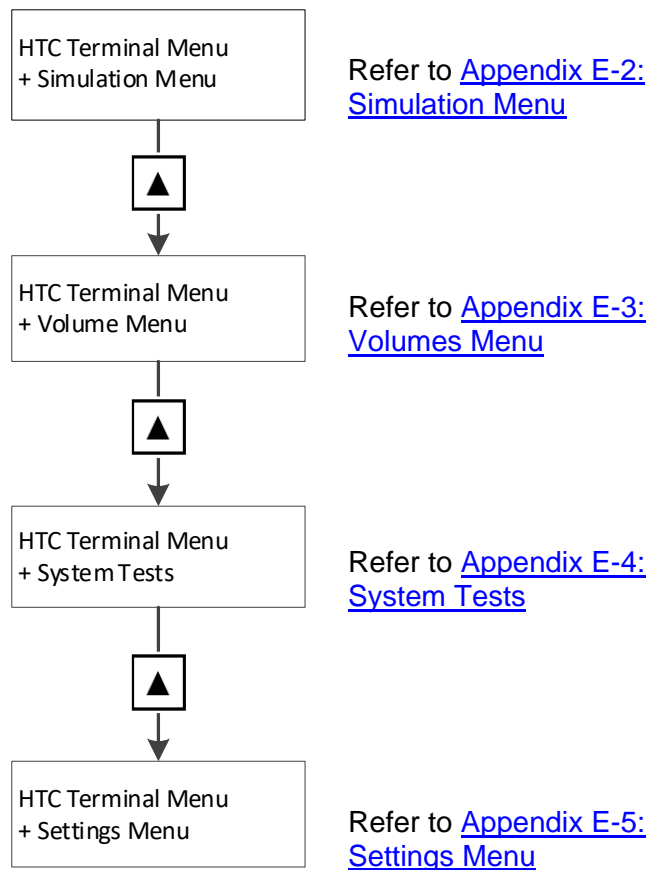 HTC Terminal Menu
+ Simulation Menu
Refer to Appendix E-2:
Simulation Menu
▲
HTC Terminal Menu
+ Volume Menu
Refer to Appendix E-3:
Volumes Menu
▲
HTC Terminal Menu
+ System Tests
Refer to Appendix E-4:
System Tests
▲
HTC Terminal Menu
+ Settings Menu
Refer to Appendix E-5:
Settings Menu